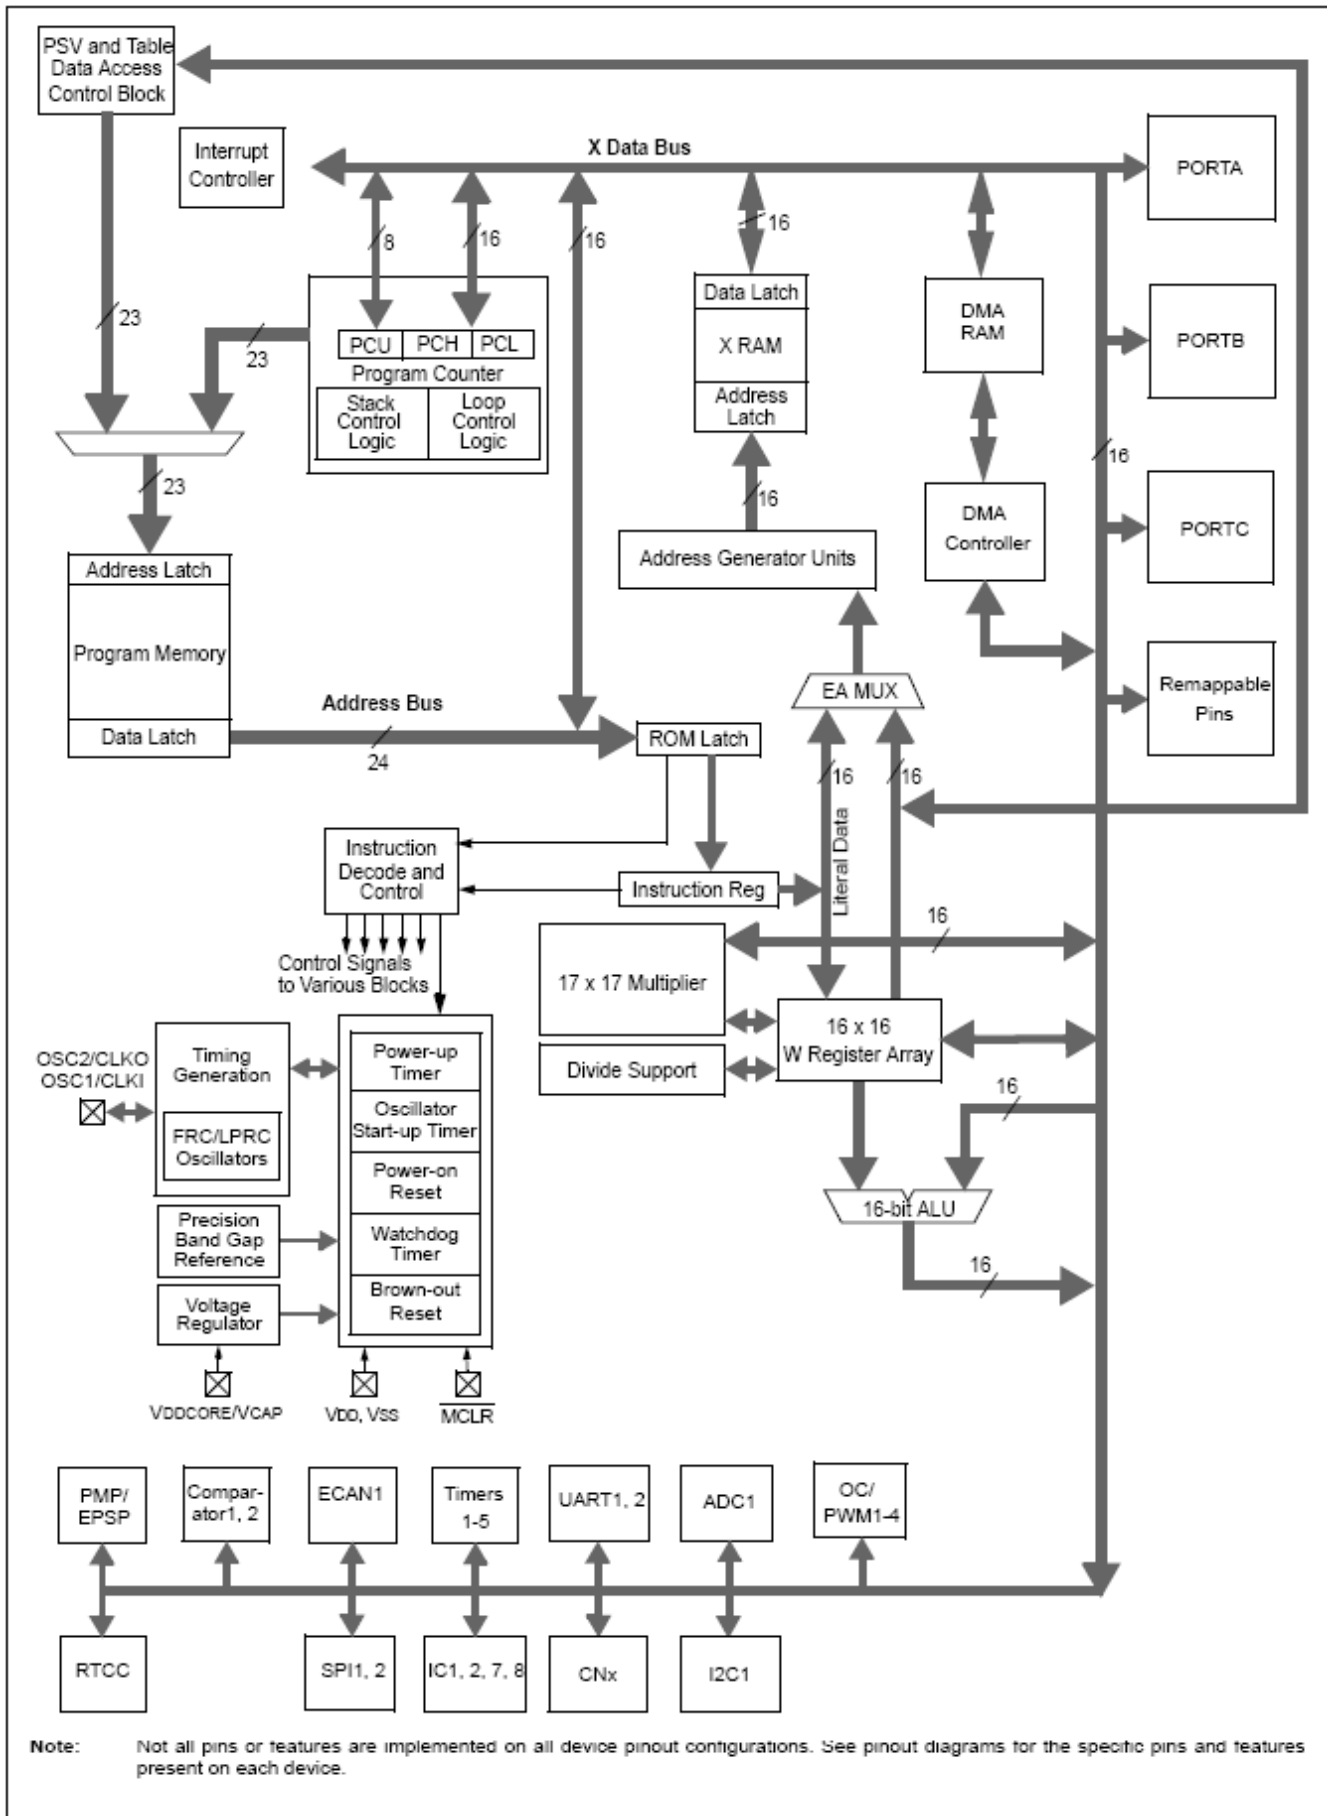 PSV and Table
Data Access
Control Block
Interrupt
Controller
X Data Bus
PORTA
8
16
16
16
23
23
Data Latch
X RAM
Address
Latch
DMA
RAM
PORTB
PCU
PCH
PCL
Program Counter
Stack
Control
Logic
Loop
Control
Logic
16
23
16
DMA
Controller
PORTC
Address Generator Units
Address Latch
Program Memory
Data Latch
Address Bus
24
EA MUX
Remappable
Pins
ROM Latch
16
16
Literal Data
Instruction
Decode and
Control
Instruction Reg
Control Signals
to Various Blocks
17 x 17 Multiplier
16
16 x 16
W Register Array
Divide Support
OSC2/CLKO
OSC1/CLKI
Timing
Generation
FRC/LPRC
Oscillators
Power-up
Timer
Oscillator
Start-up Timer
Power-on
Reset
Watchdog
Timer
Brown-out
Reset
16
16-bit ALU
16
Precision
Band Gap
Reference
Voltage
Regulator
VDDCORE/VCAP
VDD, VSS
MCLR
PMP/
EPSP
Compar-
ator1, 2
ECAN1
Timers
1-5
UART1, 2
ADC1
OC/
PWM1-4
RTCC
SPI1, 2
IC1, 2, 7, 8
CNx
I2C1
Note: Not all pins or features are implemented on all device pinout configurations. See pinout diagrams for the specific pins and features
present on each device.